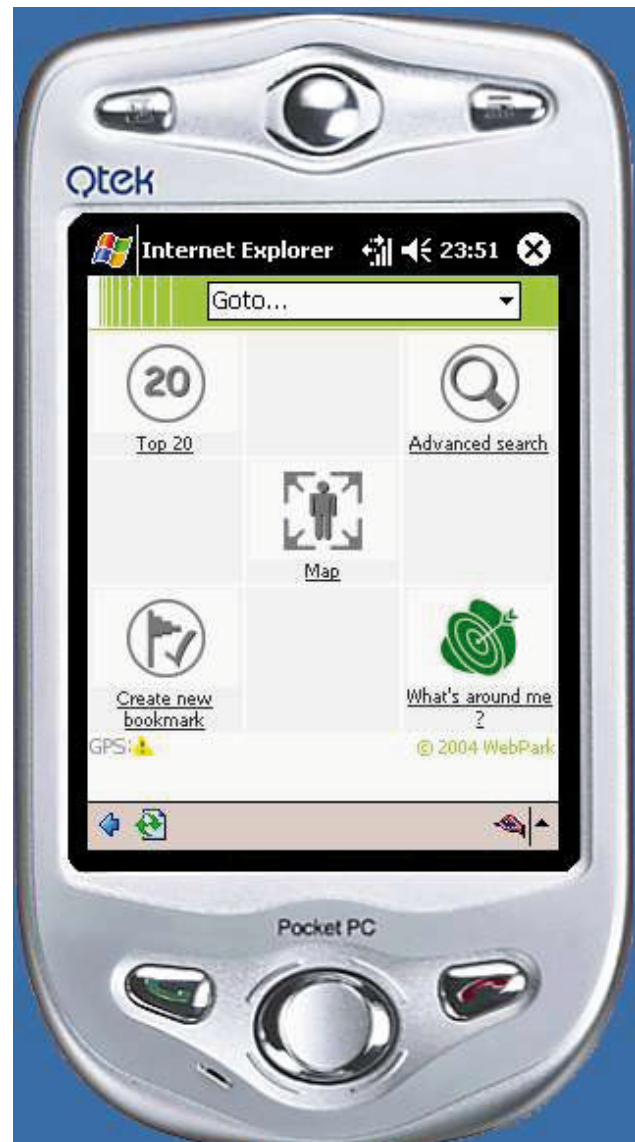 Qtek
Internet Explorer 23:51
Goto...
20
Top 20
Advanced search
Map
Create new
bookmark
What's around me
?
GPS:
© 2004 WebPark
Pocket PC